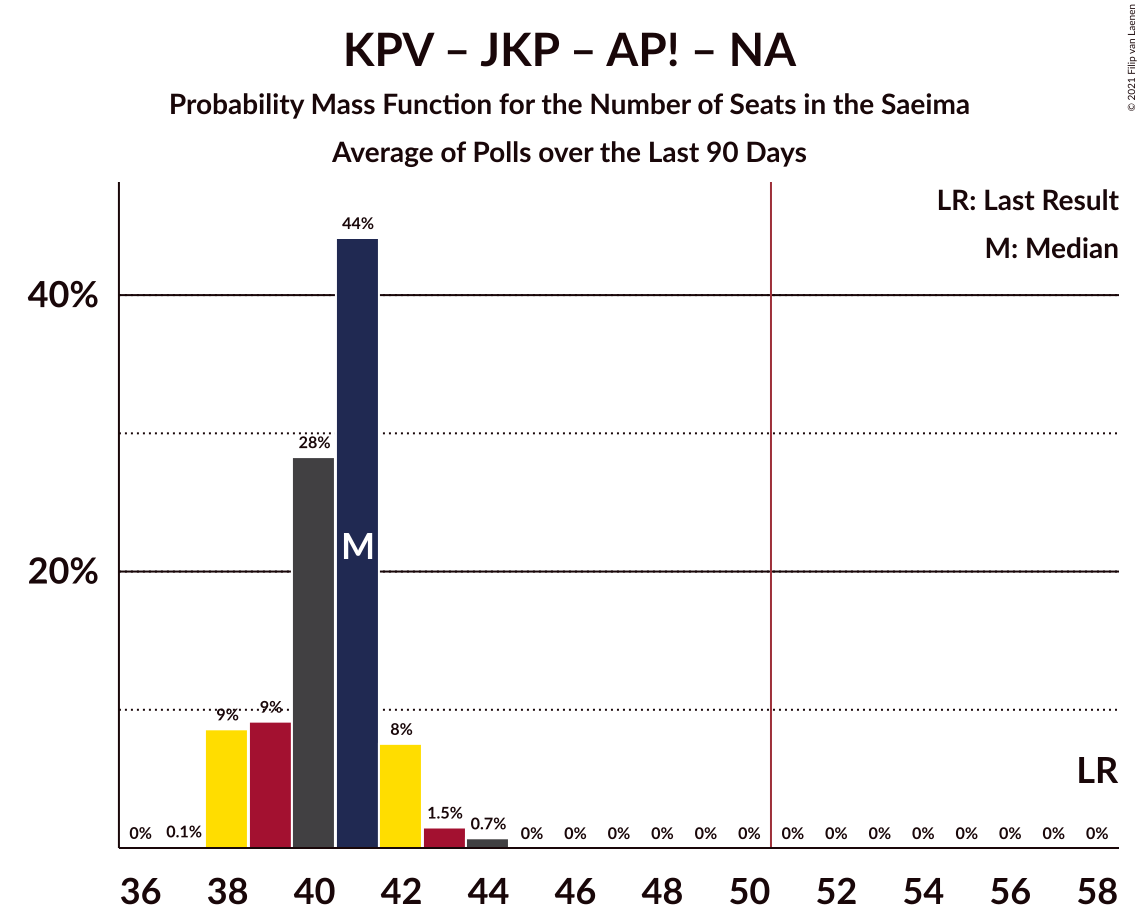 KPV – JKP – AP! – NA
Probability Mass Function for the Number of Seats in the Saeima
Average of Polls over the Last 90 Days
© 2021 Filip van Laenen
LR: Last Result
M: Median
40%
20%
0% 0.1% 9% 9% 28% 44% 8% 1.5% 0.7% 0% 0% 0% 0% 0% 0% 0% 0% 0% 0% 0% 0% 0% 0%
M
LR
36 38 40 42 44 46 48 50 52 54 56 58